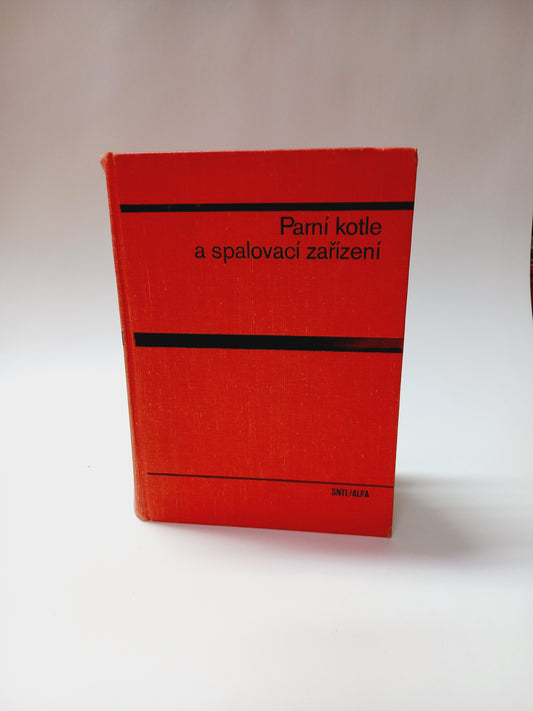 Parní kotle
a spalovací zařízení
SNTL/ALFA